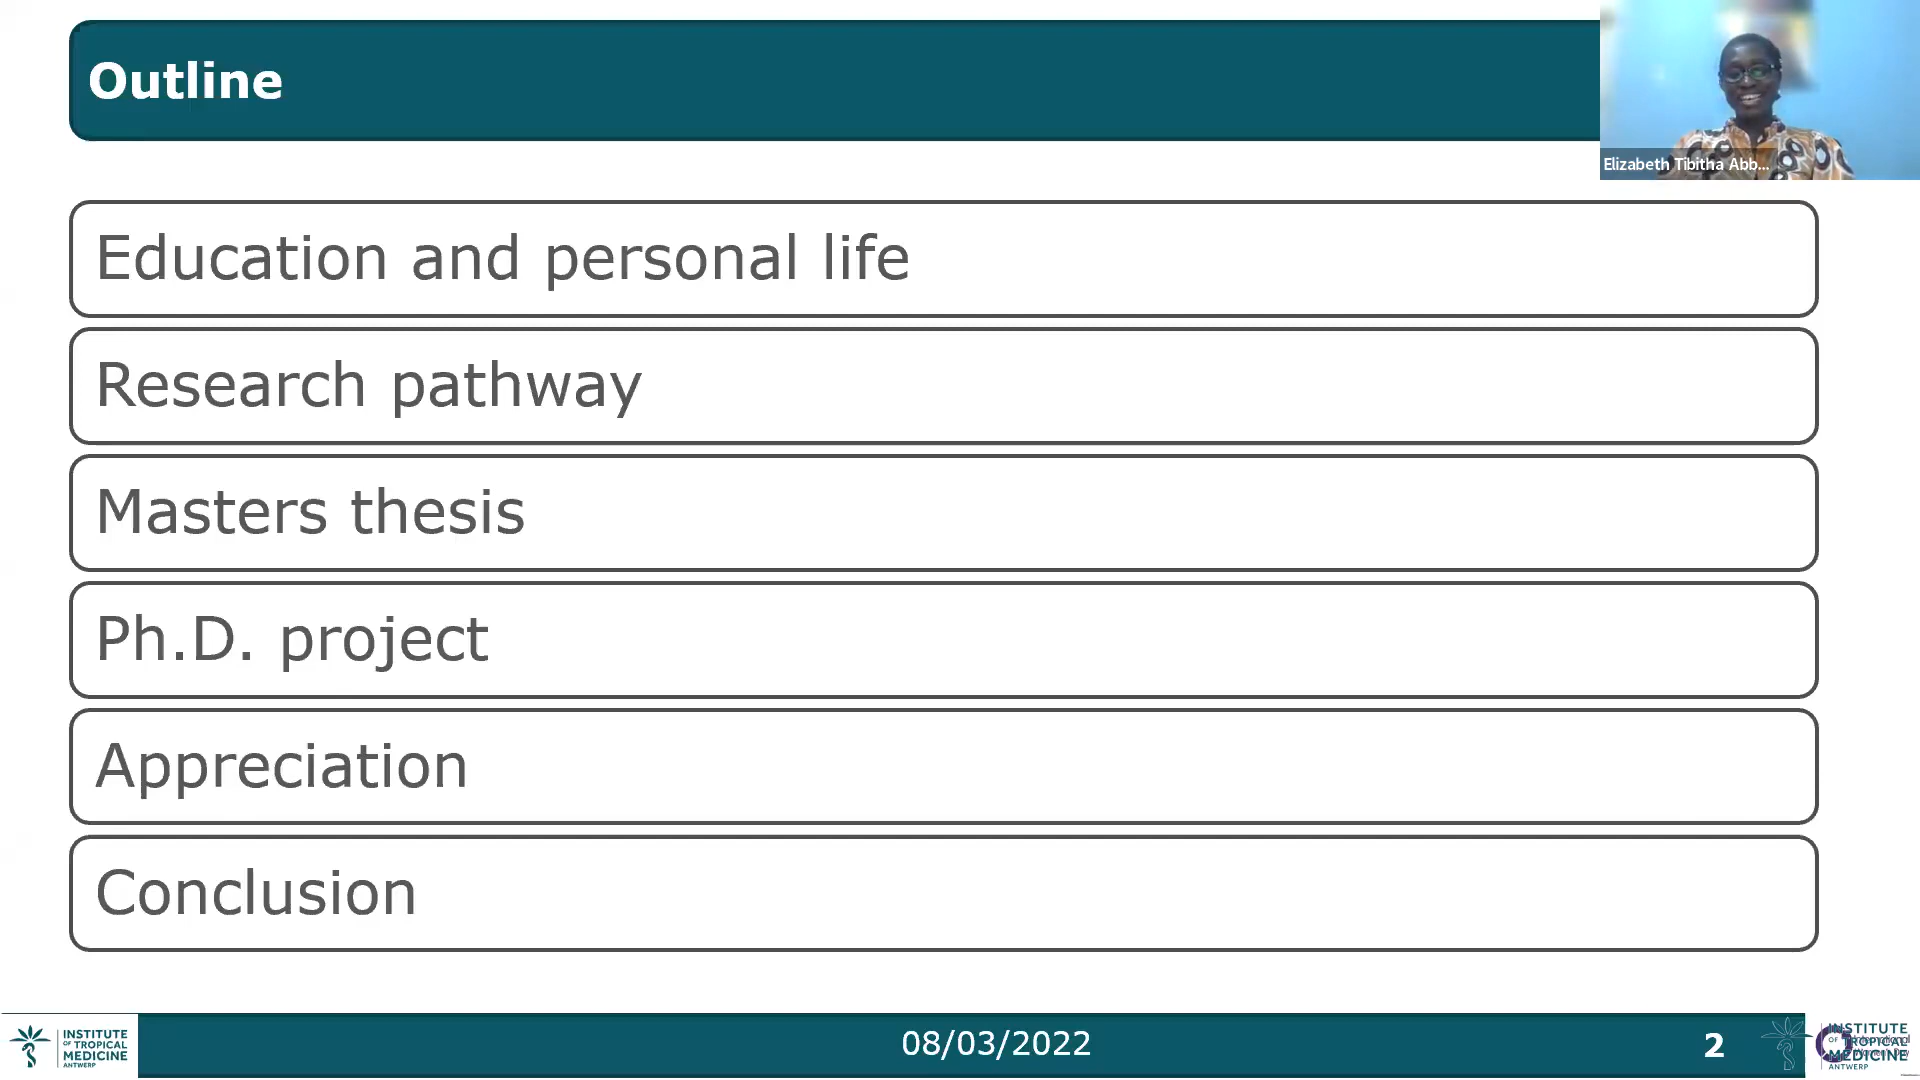 Outline
Elizabeth Tibitha Abb...
Education and personal life
Research pathway
Masters thesis
Ph.D. project
Appreciation
Conclusion
INSTITUTE
OF TROPICAL
MEDICINE
ANTWERP
08/03/2022
2
INSTITUTE
OF TROPICAL
MEDICINE
ANTWERP